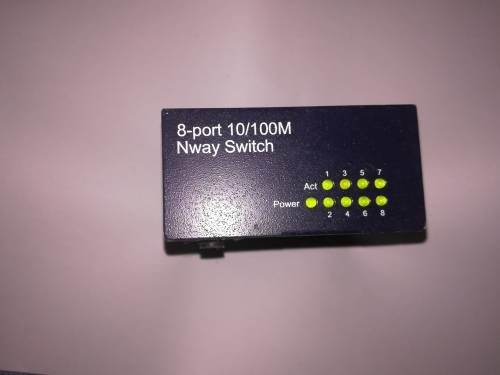 8-port 10/100M
Nway Switch
1 3 5 7
Act
Power
2 4 6 8